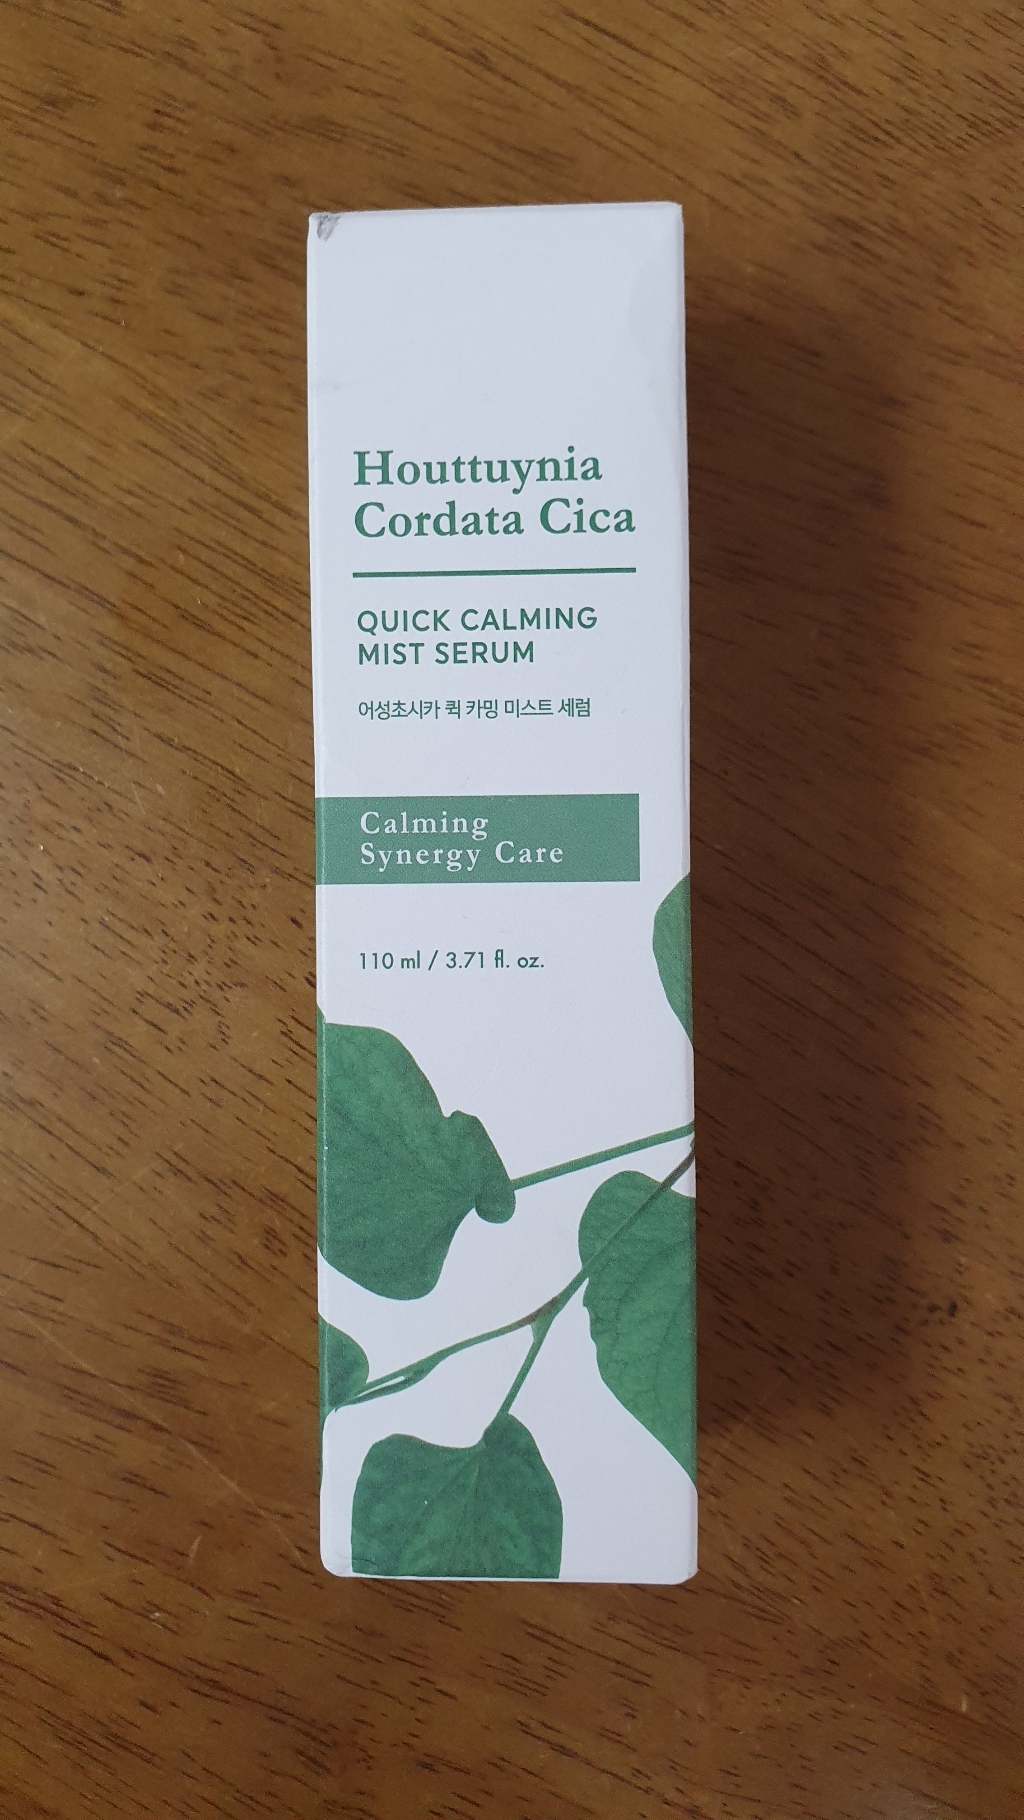 Houttuynia
Cordata Cica
QUICK CALMING
MIST SERUM
어성초시카 퀵 카밍 미스트 세럼
Calming
Synergy Care
110 ml / 3.71 fl. oz.